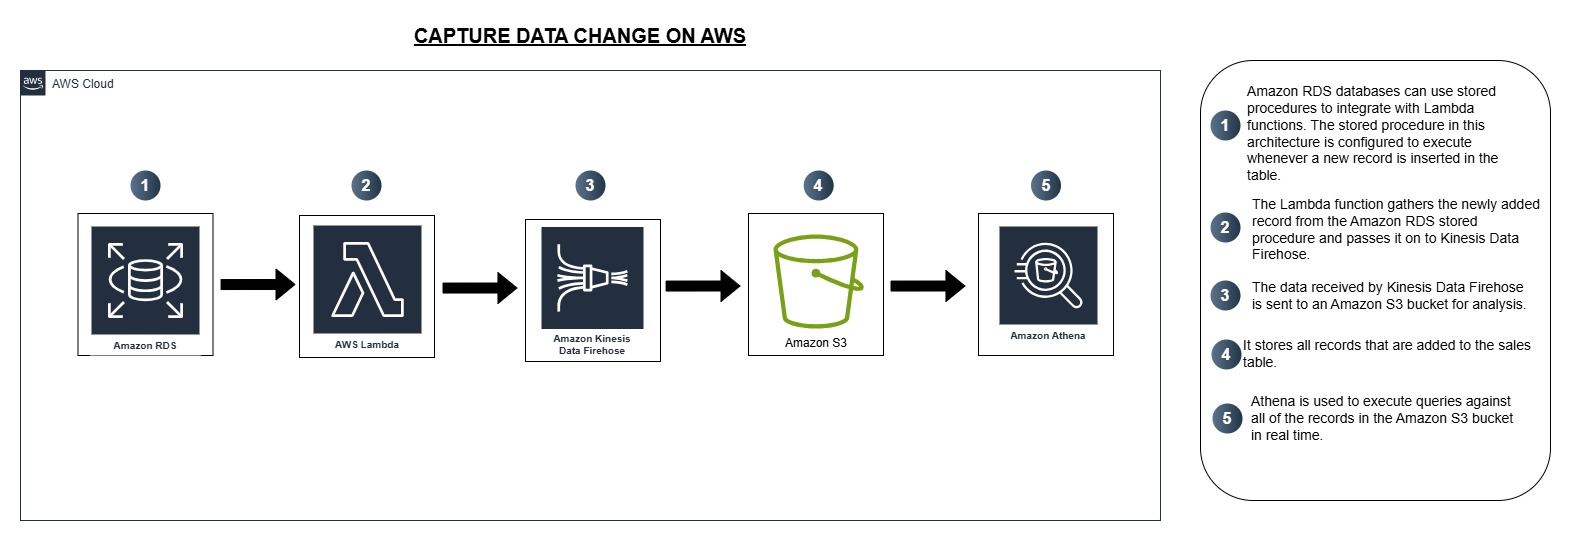 CAPTURE DATA CHANGE ON AWS
aws
AWS Cloud
1
2
3
4
5
Amazon RDS
AWS Lambda
Amazon Kinesis
Data Firehose
Amazon S3
Amazon Athena
1
Amazon RDS databases can use stored
procedures to integrate with Lambda
functions. The stored procedure in this
architecture is configured to execute
whenever a new record is inserted in the
table.
2
The Lambda function gathers the newly added
record from the Amazon RDS stored
procedure and passes it on to Kinesis Data
Firehose.
3
The data received by Kinesis Data Firehose
is sent to an Amazon S3 bucket for analysis.
4
It stores all records that are added to the sales
table.
5
Athena is used to execute queries against
all of the records in the Amazon S3 bucket
in real time.